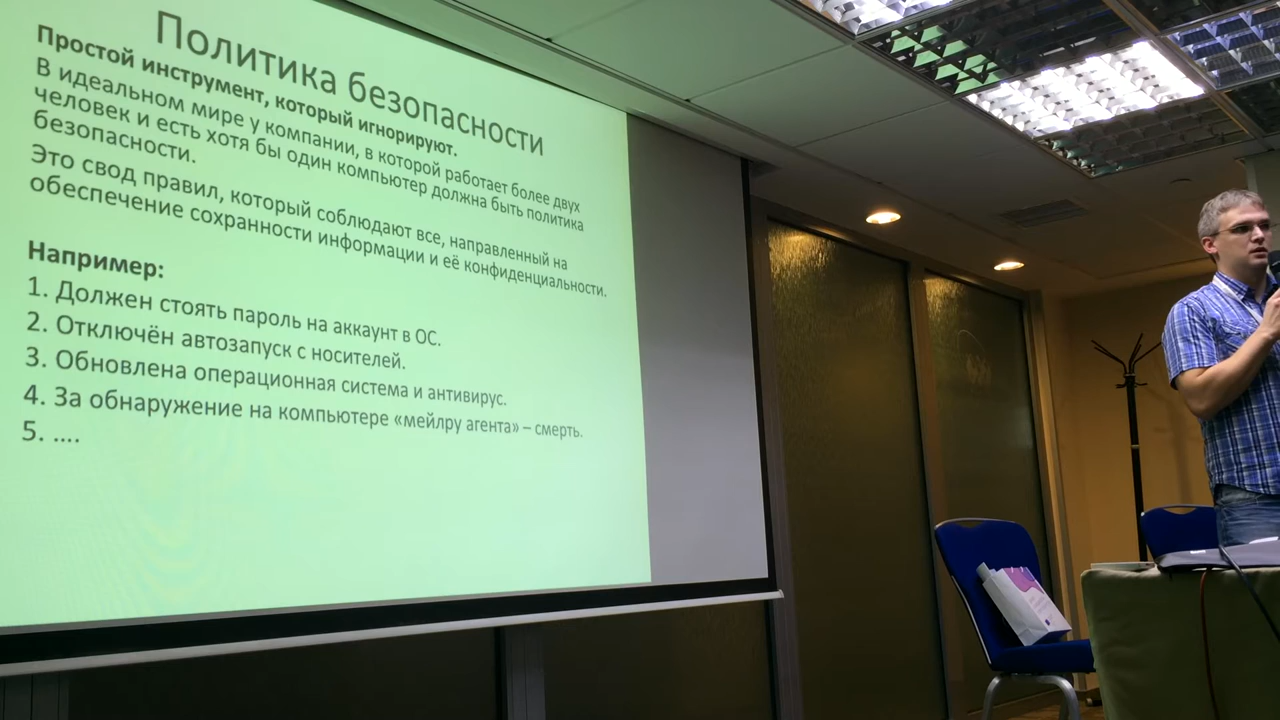 Политика безопасности
Простой инструмент, который игнорируют.
В идеальном мире у компании, в которой работает более двух
человек и есть хотя бы один компьютер должна быть политика
безопасности.
Это свод правил, который соблюдают все, направленный на
обеспечение сохранности информации и её конфиденциальности.
Например:
1. Должен стоять пароль на аккаунт в ОС.
2. Отключён автозапуск с носителей.
3. Обновлена операционная система и антивирус.
4. За обнаружение на компьютере «мейлру агента» – смерть.
5. ....